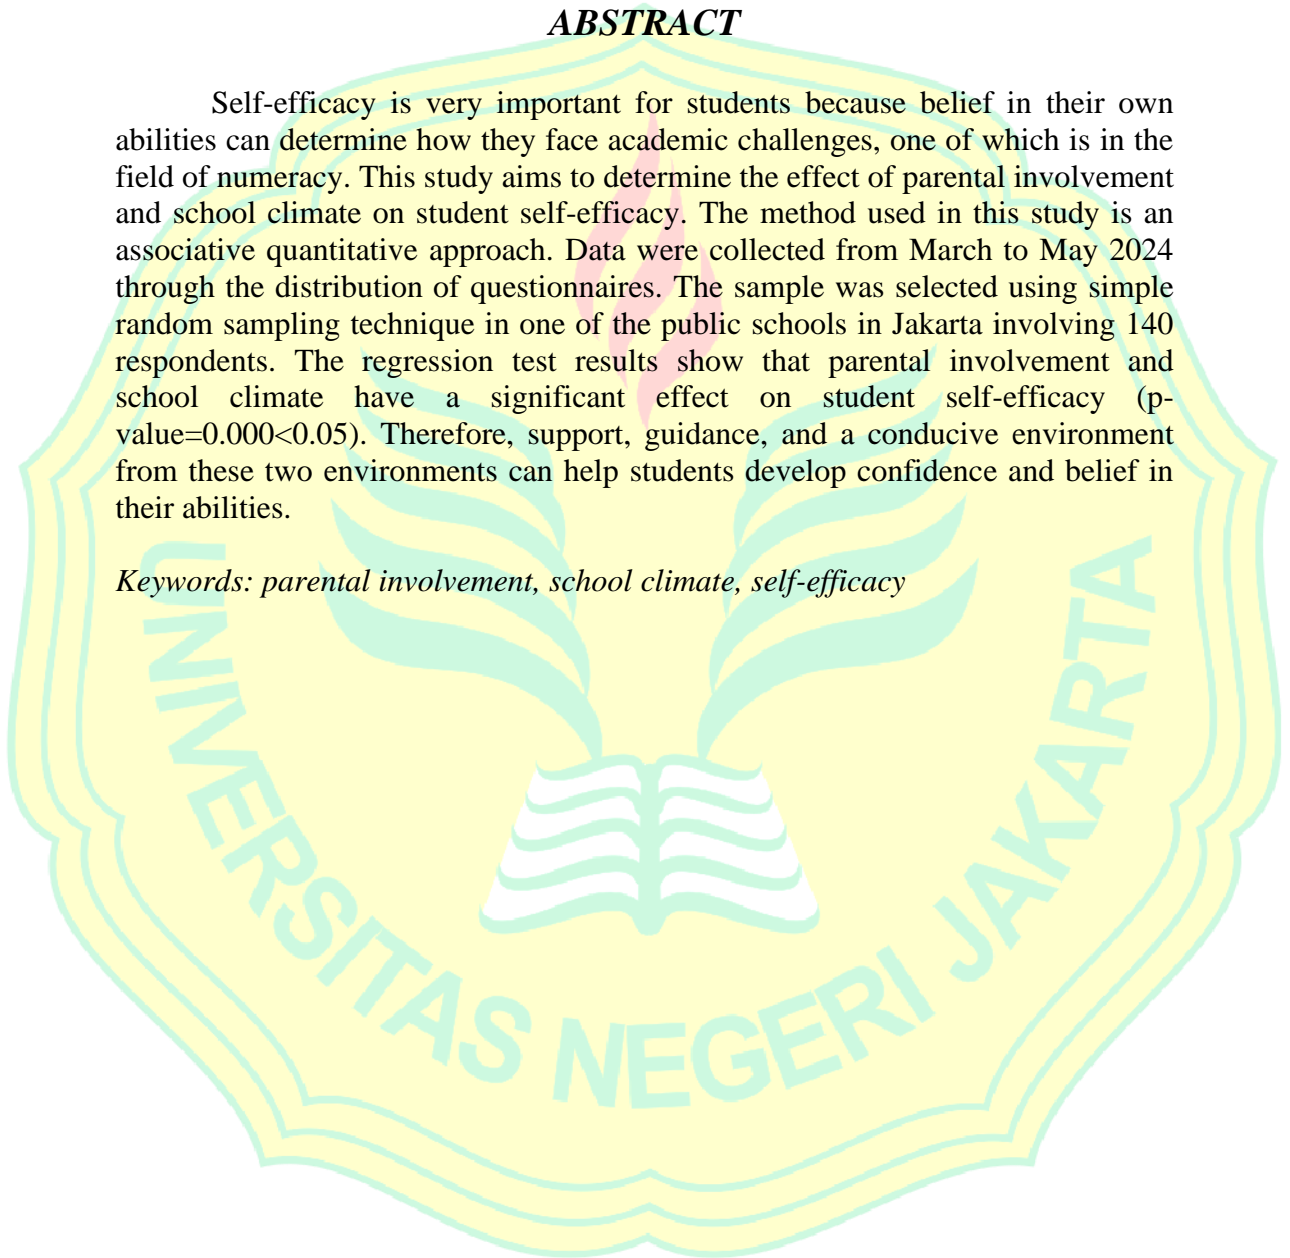 ABSTRACT
Self-efficacy is very important for students because belief in their own
abilities can determine how they face academic challenges, one of which is in the
field of numeracy. This study aims to determine the effect of parental involvement
and school climate on student self-efficacy. The method used in this study is an
associative quantitative approach. Data were collected from March to May 2024
through the distribution of questionnaires. The sample was selected using simple
random sampling technique in one of the public schools in Jakarta involving 140
respondents. The regression test results show that parental involvement and
school climate have a significant effect on student self-efficacy (p-
value=0.000<0.05). Therefore, support, guidance, and a conducive environment
from these two environments can help students develop confidence and belief in
their abilities.
Keywords: parental involvement, school climate, self-efficacy
UNIVERSITAS NEGERI JAKARTA